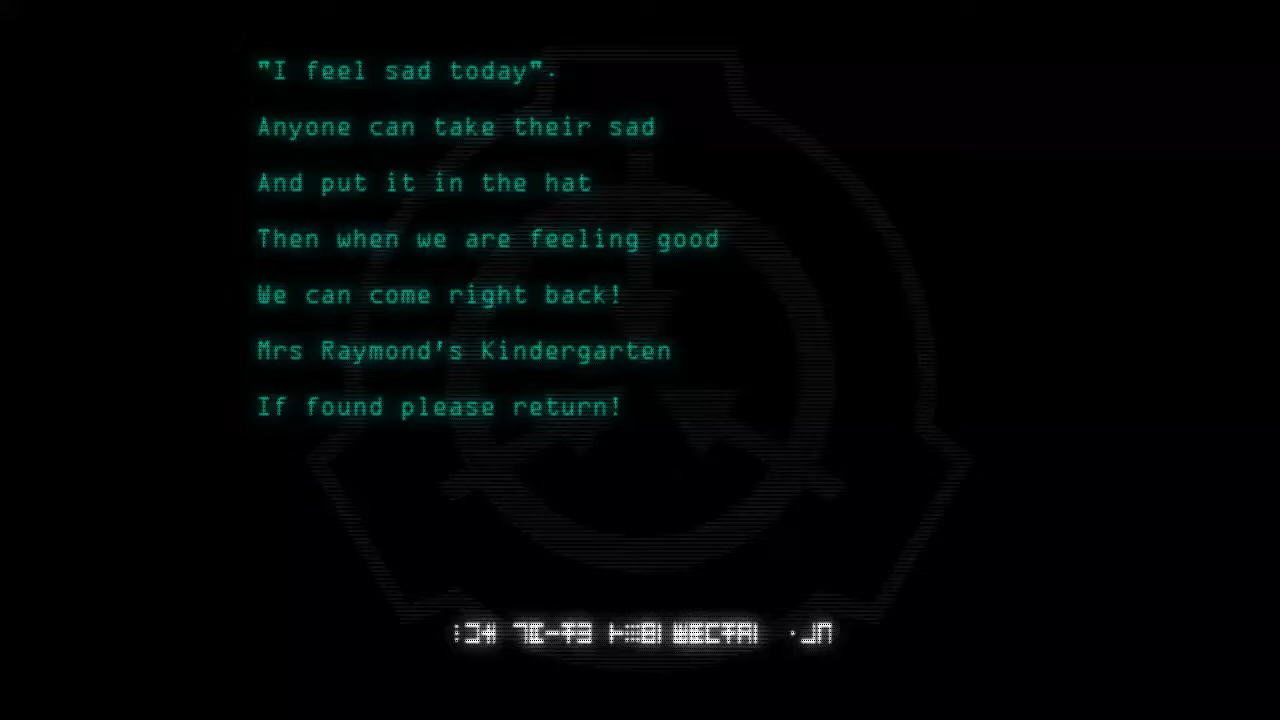 "I feel sad today".
Anyone can take their sad
And put it in the hat
Then when we are feeling good
We can come right back!
Mrs Raymond's Kindergarten
If found please return!